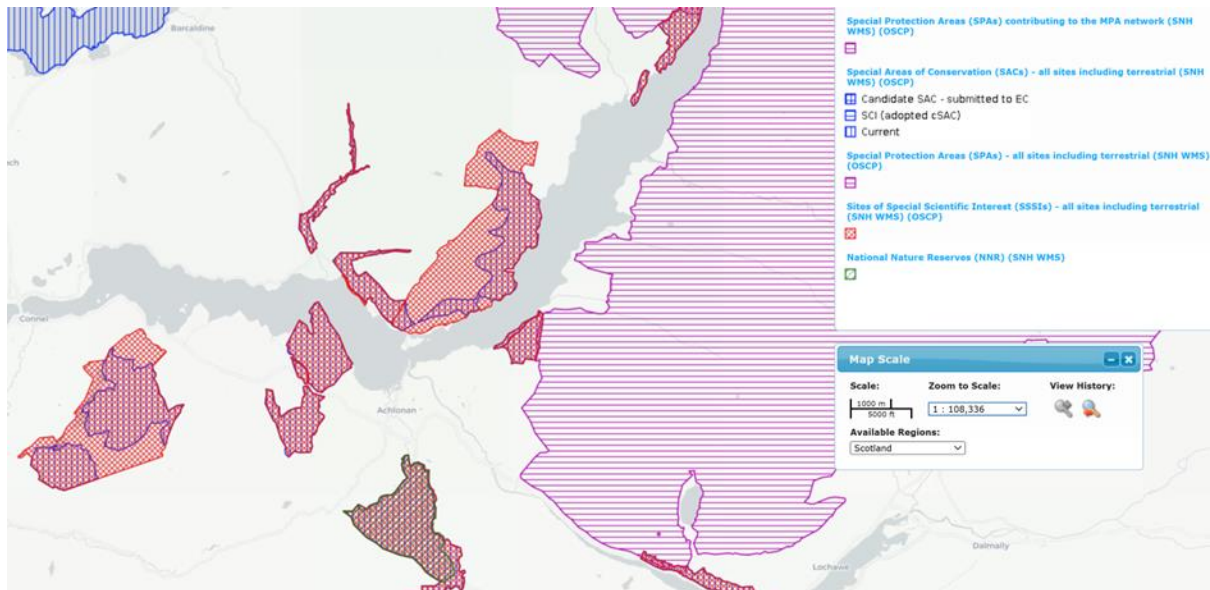 Barcaldine
Connel
Achlonan
Dalmally
Lochawe
Special Protection Areas (SPAs) contributing to the MPA network (SNH
WMS) (OSCP)
Special Areas of Conservation (SACs) - all sites including terrestrial (SNH
WMS) (OSCP)
Candidate SAC - submitted to EC
SCI (adopted cSAC)
Current
Special Protection Areas (SPAs) - all sites including terrestrial (SNH WMS)
(OSCP)
Sites of Special Scientific Interest (SSSIs) - all sites including terrestrial
(SNH WMS) (OSCP)
National Nature Reserves (NNR) (SNH WMS)
Map Scale
Scale: Zoom to Scale: View History:
1000 m
5000 ft
1 : 108,336
Available Regions:
Scotland